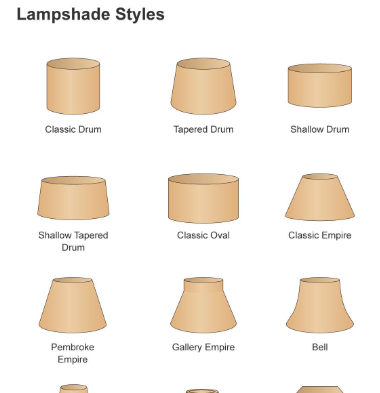 Lampshade Styles
Classic Drum
Tapered Drum
Shallow Drum
Shallow Tapered
Drum
Classic Oval
Classic Empire
Pembroke
Empire
Gallery Empire
Bell